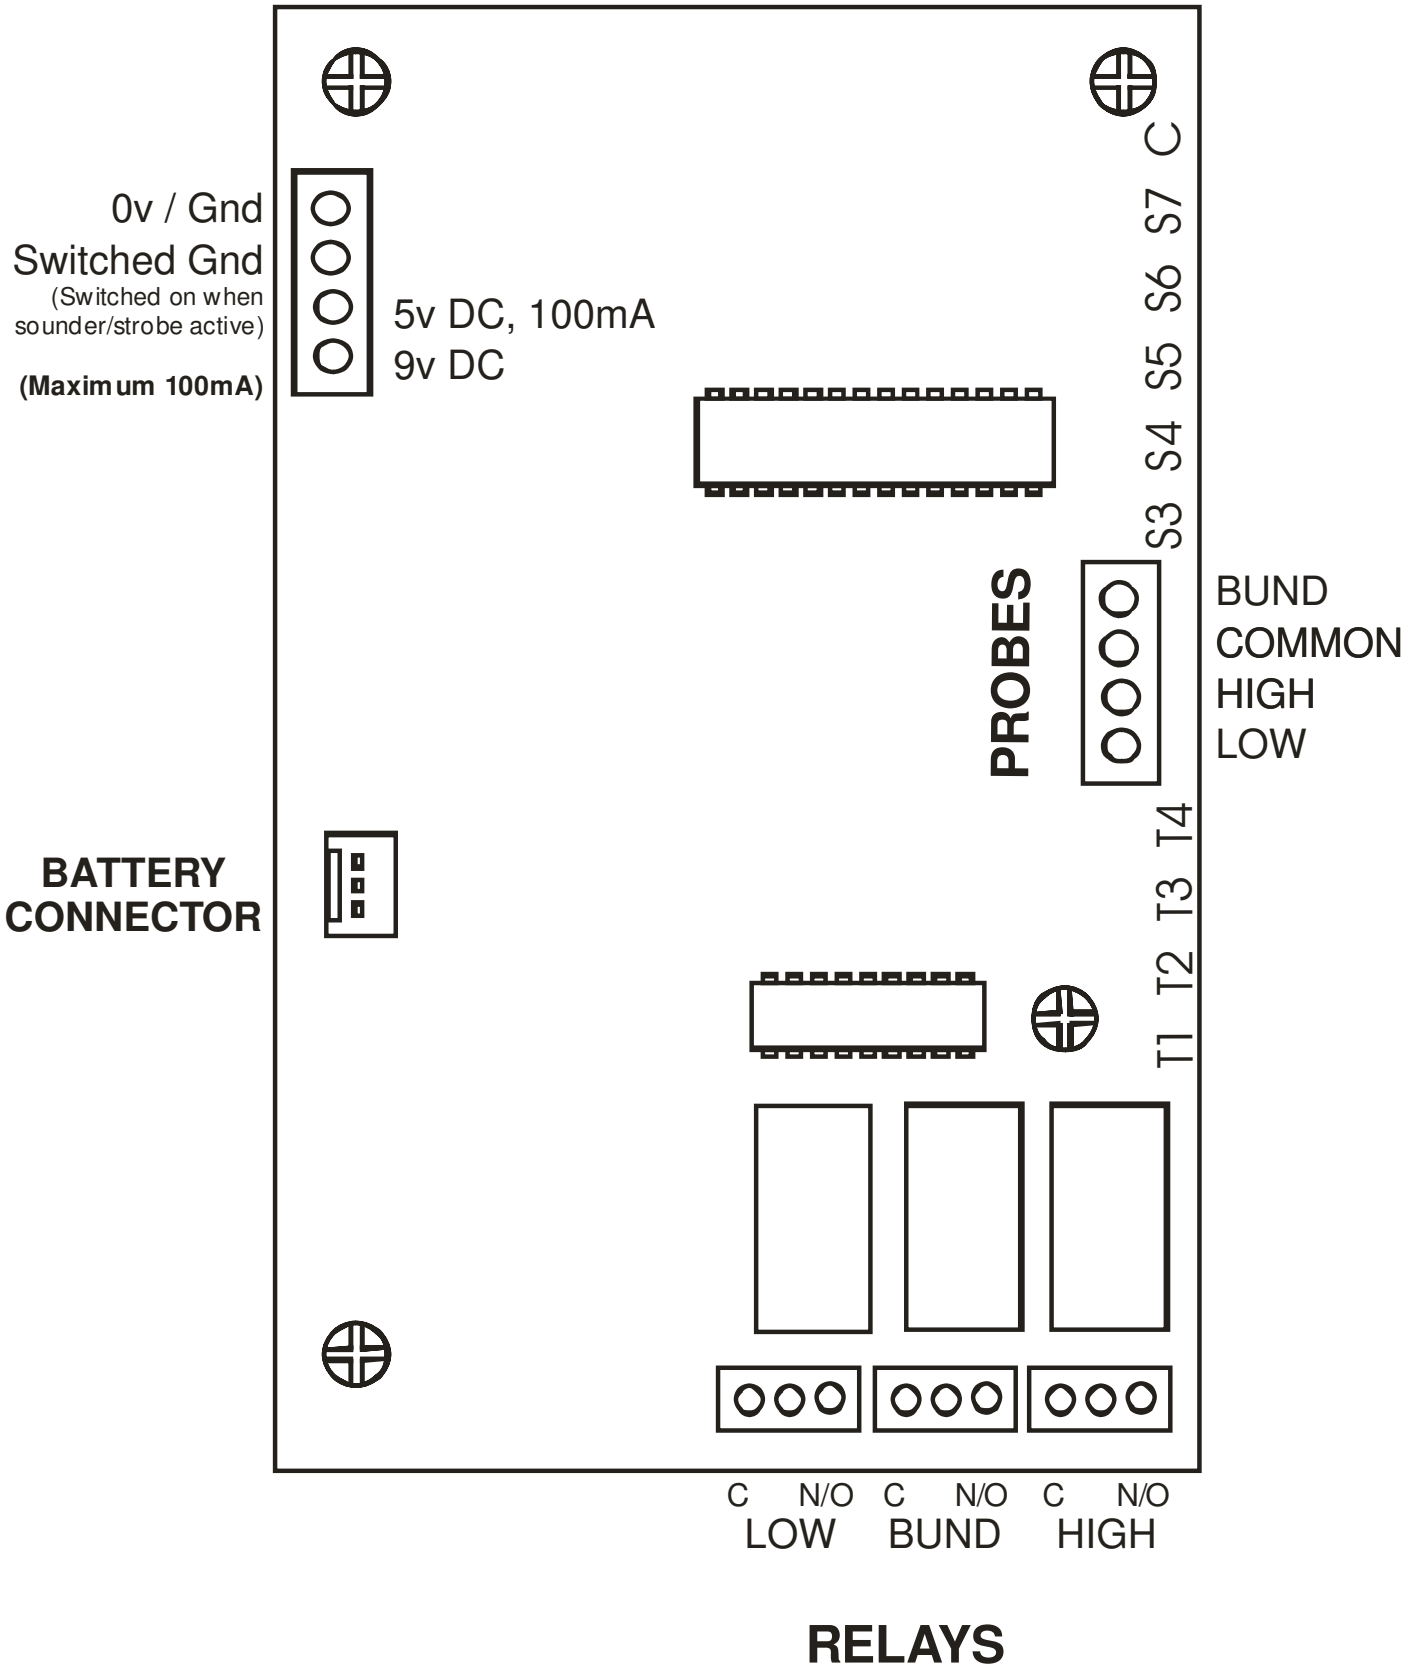 0v / Gnd
Switched Gnd
(Switched on when
sounder/strobe active)
(Maximum 100mA)
5v DC, 100mA
9v DC
C
S7
S6
S5
S4
S3
PROBES
BUND
COMMON
HIGH
LOW
BATTERY
CONNECTOR
T4
T3
T2
T1
C N/O C N/O C N/O
LOW BUND HIGH
RELAYS